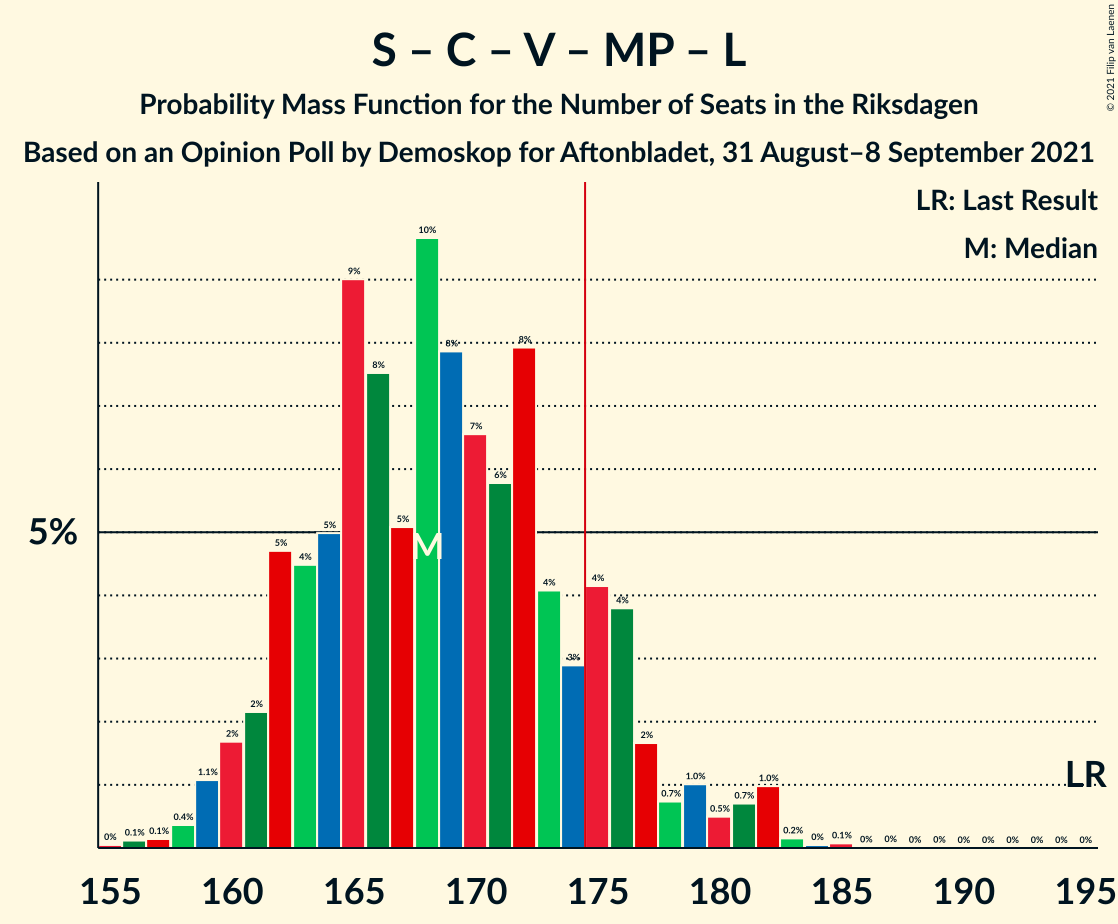 S – C – V – MP – L
Probability Mass Function for the Number of Seats in the Riksdagen
Based on an Opinion Poll by Demoskop for Aftonbladet, 31 August–8 September 2021
© 2021 Filip van Laenen
LR: Last Result
M: Median
5%
0% 0.1% 0.1% 0.4% 1.1% 2% 2% 5% 4% 5% 9% 8% 5% 10% 8% 7% 6% 8% 4% 3% 4% 4% 2% 0.7% 1.0% 0.5% 0.7% 1.0% 0.2% 0% 0.1% 0% 0% 0% 0% 0% 0% 0% 0% 0% 0%
M
LR
155 160 165 170 175 180 185 190 195